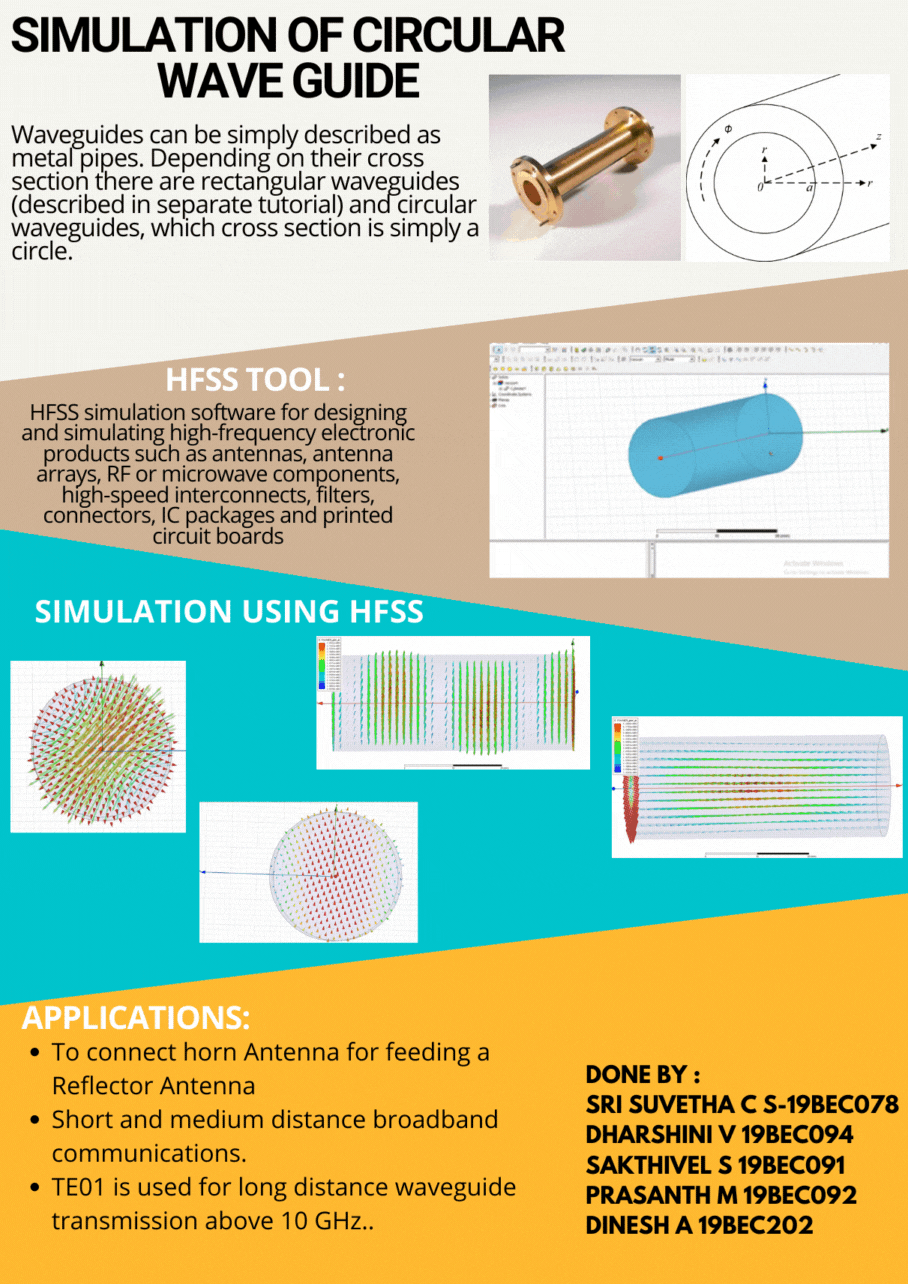 SIMULATION OF CIRCULAR
WAVE GUIDE
Waveguides can be simply described as
metal pipes. Depending on their cross
section there are rectangular waveguides
(described in separate tutorial) and circular
waveguides, which cross section is simply a
circle.
Φ
r
z
0
a
r
HFSS TOOL :
HFSS simulation software for designing
and simulating high-frequency electronic
products such as antennas, antenna
arrays, RF or microwave components,
high-speed interconnects, filters,
connectors, IC packages and printed
circuit boards
Activate Windows
SIMULATION USING HFSS
APPLICATIONS:
• To connect horn Antenna for feeding a
Reflector Antenna
• Short and medium distance broadband
communications.
• TE01 is used for long distance waveguide
transmission above 10 GHz..
DONE BY :
SRI SUVETHA C S-19BEC078
DHARSHINI V 19BEC094
SAKTHIVEL S 19BEC091
PRASANTH M 19BEC092
DINESH A 19BEC202